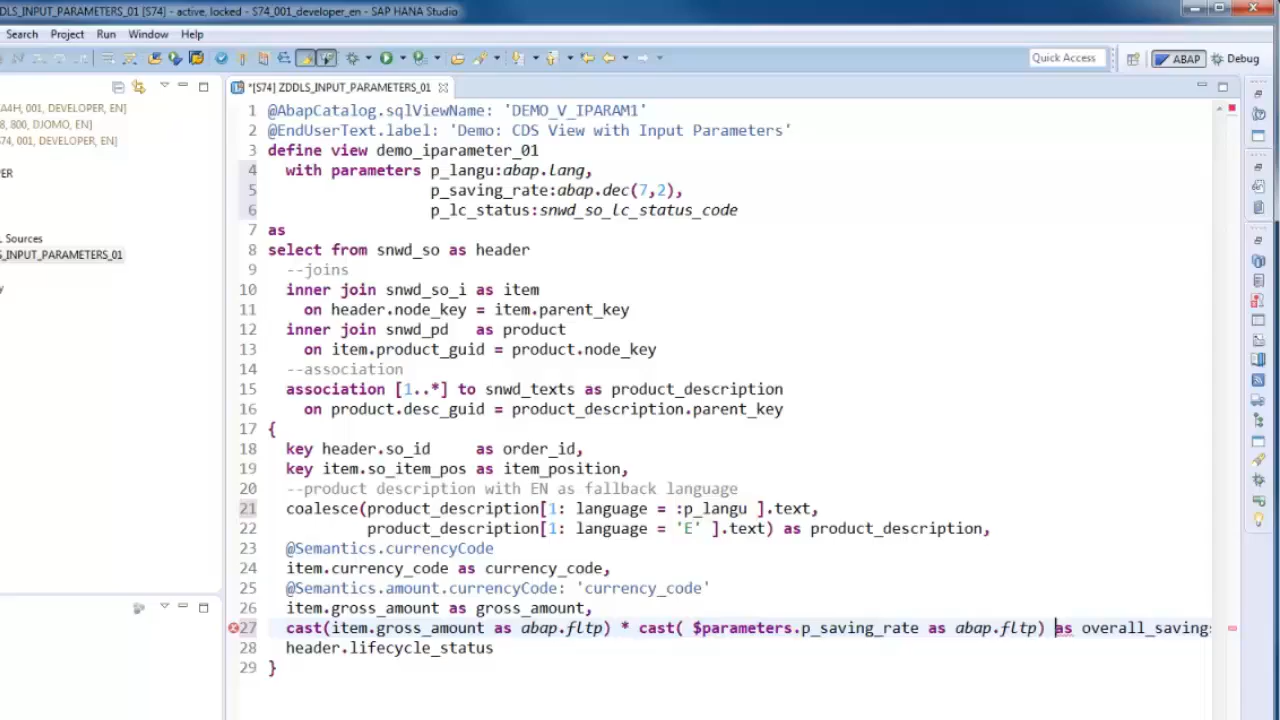 DLS_INPUT_PARAMETERS_01 [S74] - active, locked - S74_001_developer_en - SAP HANA Studio
Search Project Run Window Help
Quick Access ABAP Debug
*[S74] ZDDLS_INPUT_PARAMETERS_01
A4H, 001, DEVELOPER, EN]
8, 800, DJOMO, EN]
74, 001, DEVELOPER, EN]
PER
L Sources
S_INPUT_PARAMETERS_01
y
1 @AbapCatalog.sqlViewName: 'DEMO_V_IPARAM1'
2 @EndUserText.label: 'Demo: CDS View with Input Parameters'
3 define view demo_iparameter_01
4 with parameters p_langu:abap.lang,
5 p_saving_rate:abap.dec(7,2),
6 p_lc_status:snwd_so_lc_status_code
7 as
8 select from snwd_so as header
9 --joins
10 inner join snwd_so_i as item
11 on header.node_key = item.parent_key
12 inner join snwd_pd as product
13 on item.product_guid = product.node_key
14 --association
15 association [1..*] to snwd_texts as product_description
16 on product.desc_guid = product_description.parent_key
17 {
18 key header.so_id as order_id,
19 key item.so_item_pos as item_position,
20 --product description with EN as fallback language
21 coalesce(product_description[1: language = :p_langu ].text,
22 product_description[1: language = 'E' ].text) as product_description,
23 @Semantics.currencyCode
24 item.currency_code as currency_code,
25 @Semantics.amount.currencyCode: 'currency_code'
26 item.gross_amount as gross_amount,
27 cast(item.gross_amount as abap.fltp) * cast( $parameters.p_saving_rate as abap.fltp) as overall_savings
28 header.lifecycle_status
29 }